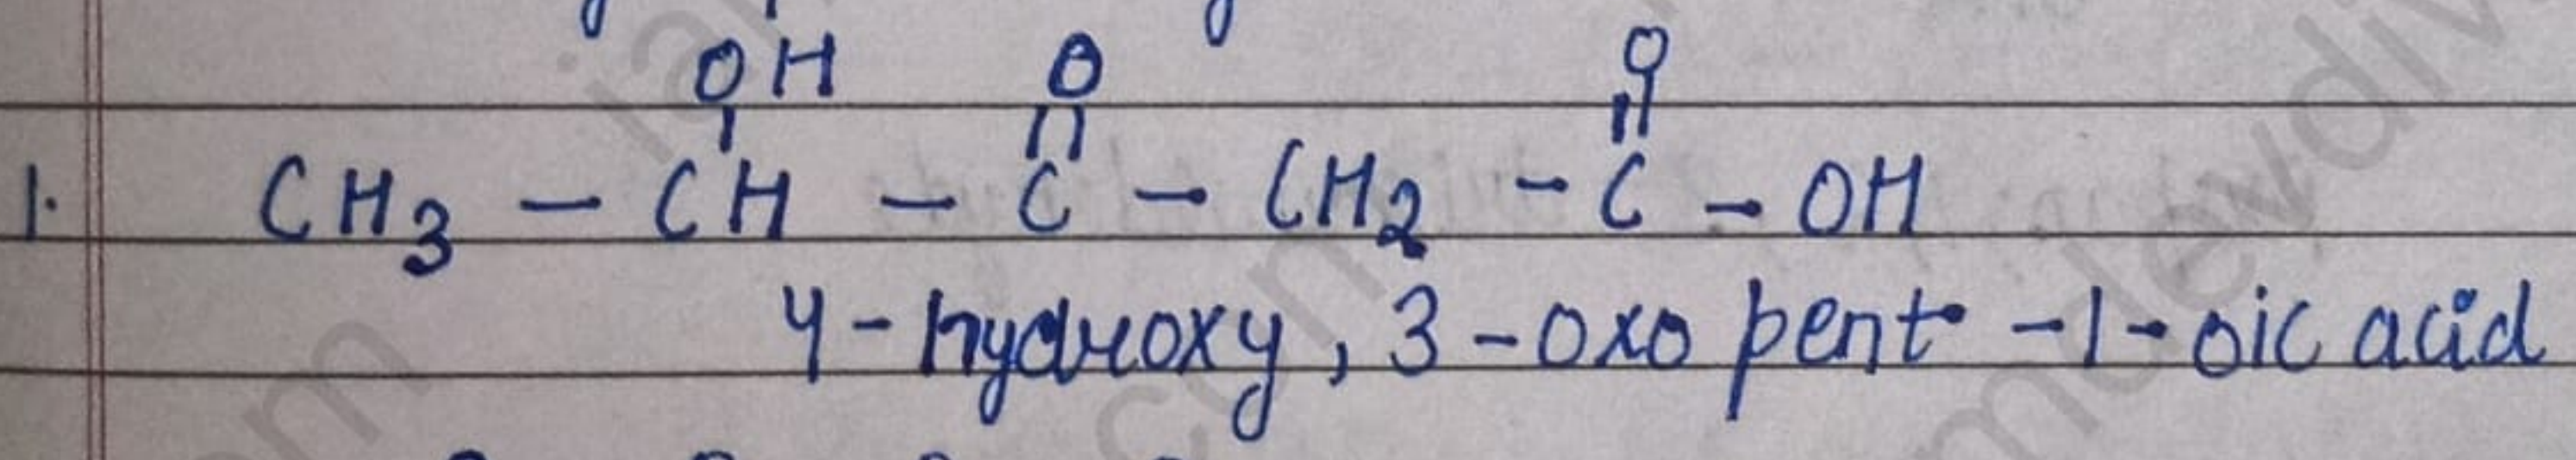 OH O O
1. CH3 - CH - C - CH2 - C - OH
4-hydroxy, 3-oxo pent-1-oic acid